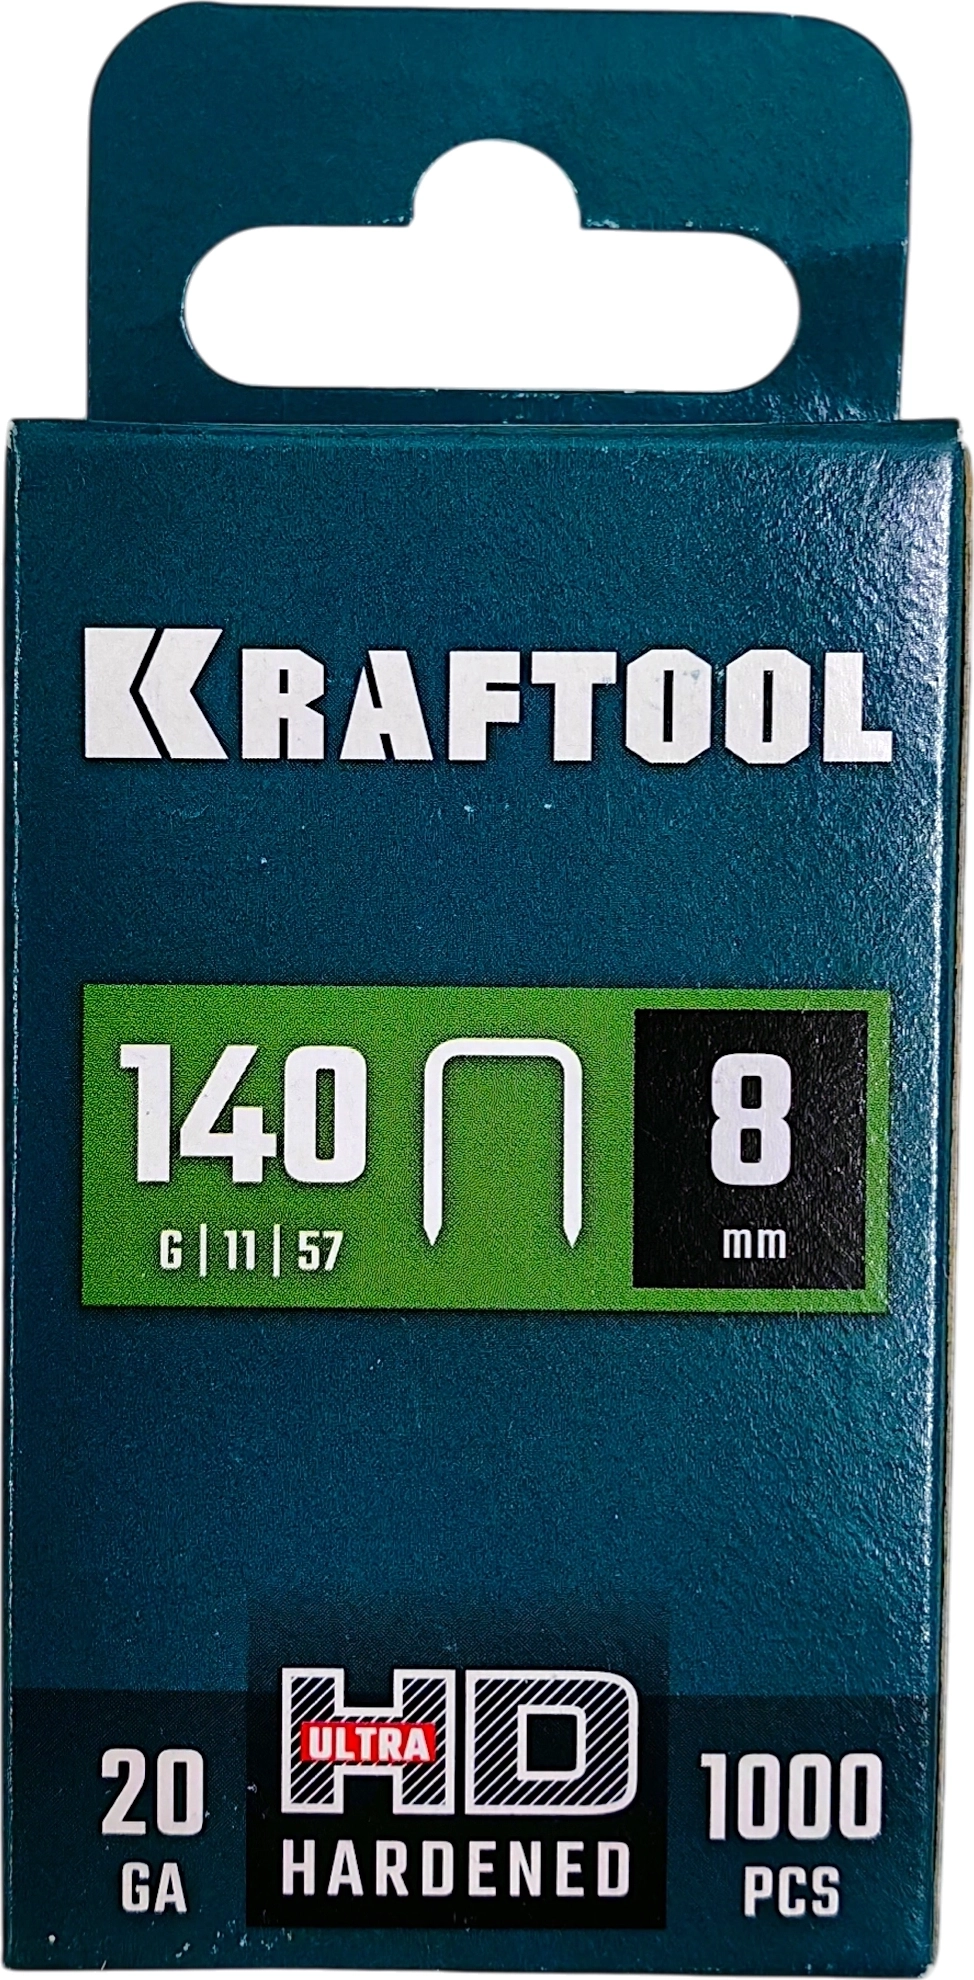 KRAFTOOL
140
G | 11 | 57
8
mm
20
GA
HD
ULTRA
HARDENED
1000
PCS